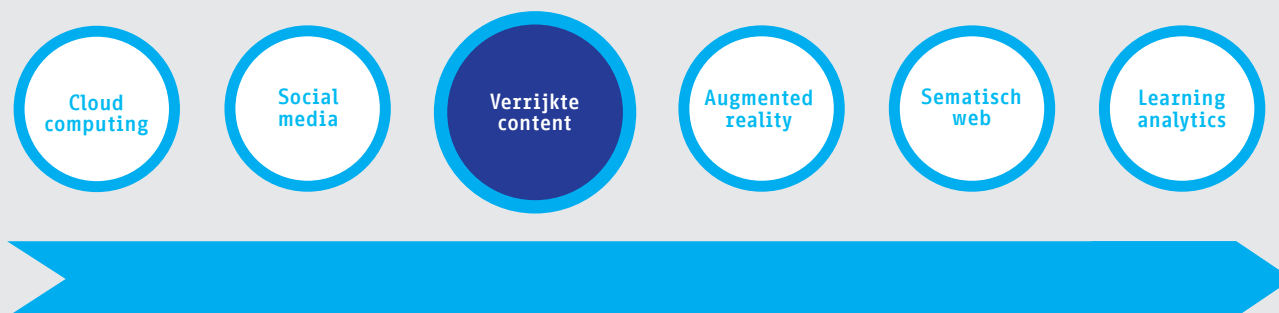 Cloud
computing
Social
media
Verrijkte
content
Augmented
reality
Sematisch
web
Learning
analytics